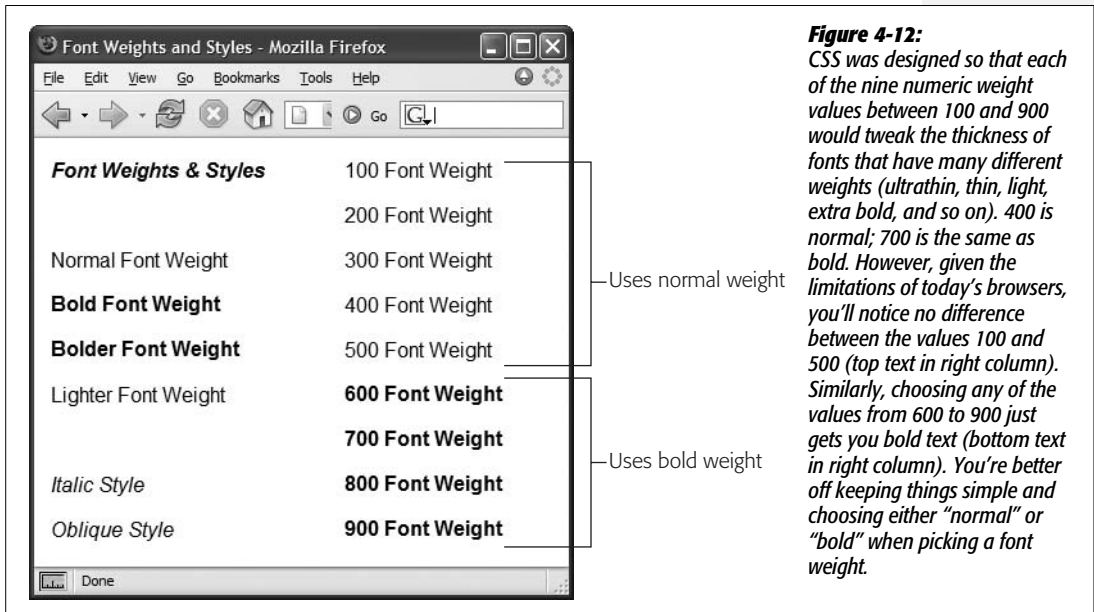 Font Weights and Styles - Mozilla Firefox
File Edit View Go Bookmarks Tools Help
Go G
Font Weights & Styles
100 Font Weight
200 Font Weight
Normal Font Weight
300 Font Weight
Bold Font Weight
400 Font Weight
Bolder Font Weight
500 Font Weight
Lighter Font Weight
600 Font Weight
700 Font Weight
Italic Style
800 Font Weight
Oblique Style
900 Font Weight
Done
Uses normal weight
Uses bold weight
Figure 4-12:
CSS was designed so that each
of the nine numeric weight
values between 100 and 900
would tweak the thickness of
fonts that have many different
weights (ultrathin, thin, light,
extra bold, and so on). 400 is
normal; 700 is the same as
bold. However, given the
limitations of today’s browsers,
you’ll notice no difference
between the values 100 and
500 (top text in right column).
Similarly, choosing any of the
values from 600 to 900 just
gets you bold text (bottom text
in right column). You’re better
off keeping things simple and
choosing either “normal” or
“bold” when picking a font
weight.